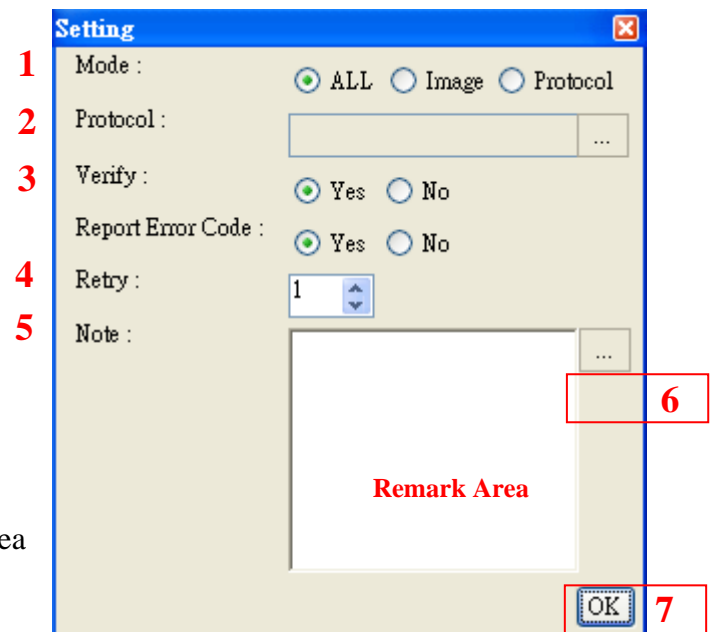 Setting
1 Mode : ALL Image Protocol
2 Protocol : ...
3 Verify : Yes No
Report Error Code : Yes No
4 Retry : 1
5 Note : ...
6
Remark Area
ea
OK 7